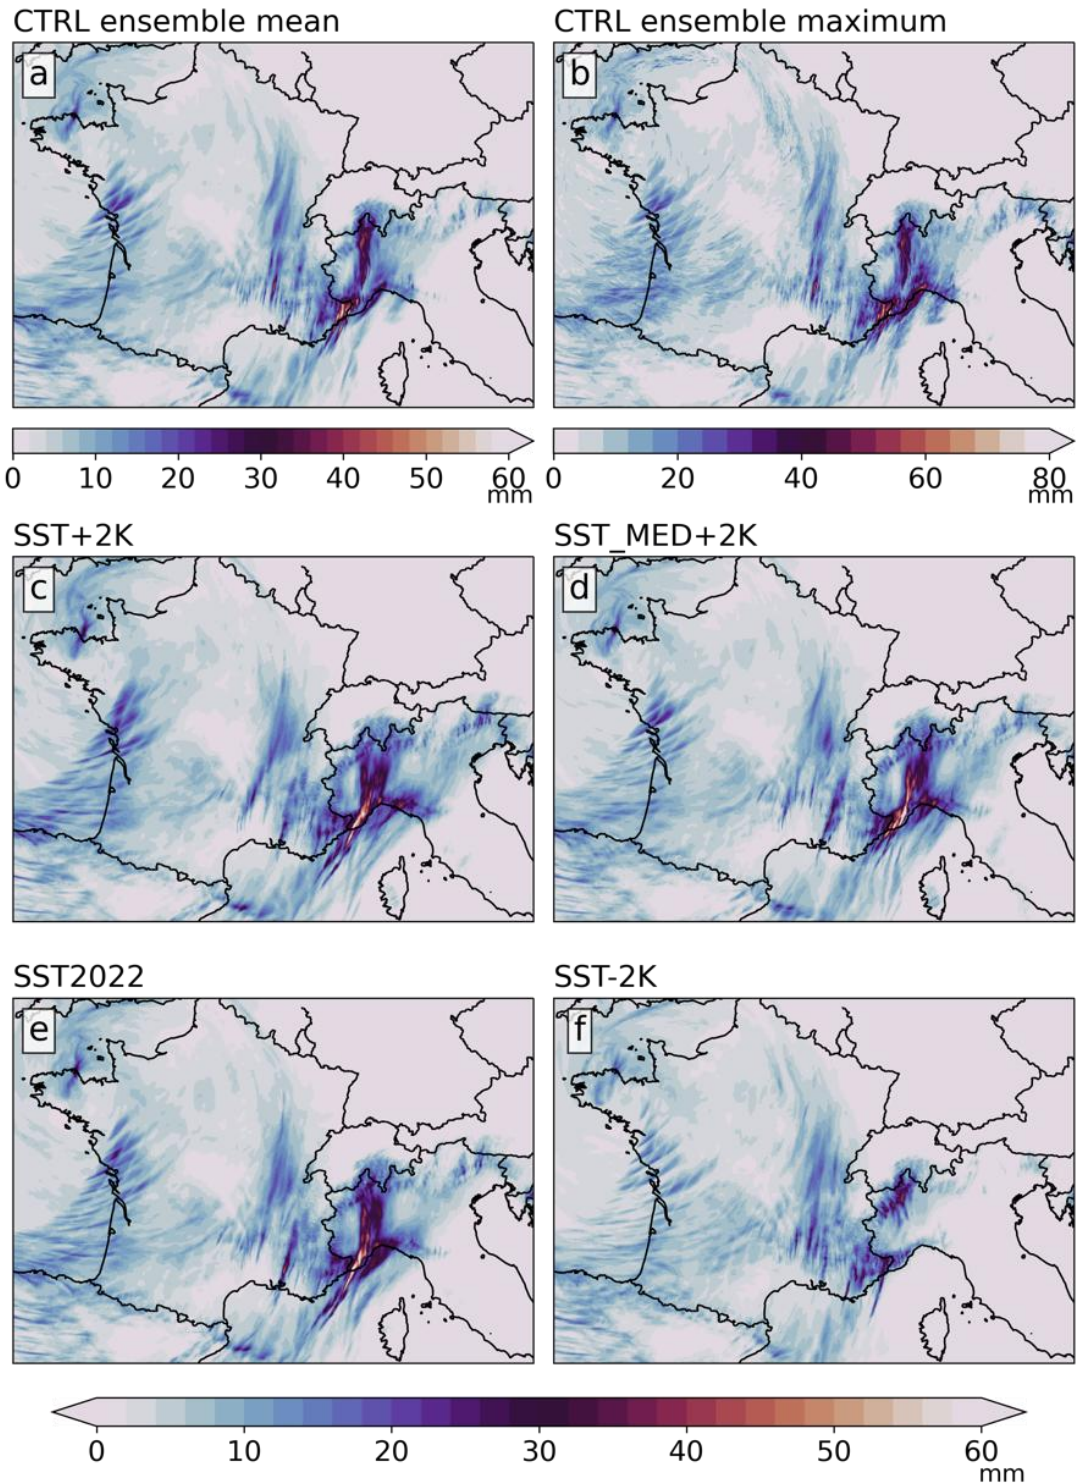 CTRL ensemble mean
CTRL ensemble maximum
a
b
0 10 20 30 40 50 60
mm
0 20 40 60 80
mm
SST+2K
SST_MED+2K
c
d
SST2022
SST-2K
e
f
0 10 20 30 40 50 60
mm